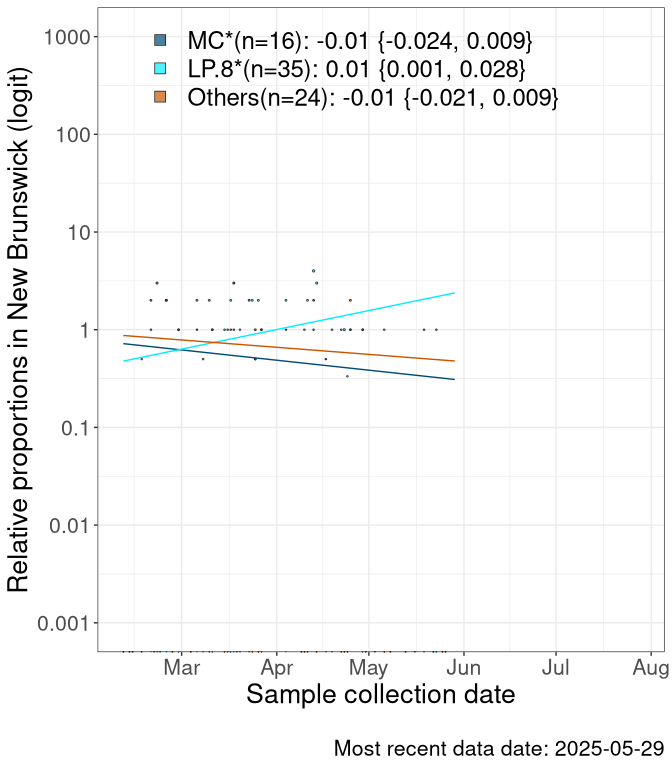 MC*(n=16): -0.01 {-0.024, 0.009}
LP.8*(n=35): 0.01 {0.001, 0.028}
Others(n=24): -0.01 {-0.021, 0.009}
Relative proportions in New Brunswick (logit)
1000
100
10
1
0.1
0.01
0.001
Mar Apr May Jun Jul Aug
Sample collection date
Most recent data date: 2025-05-29